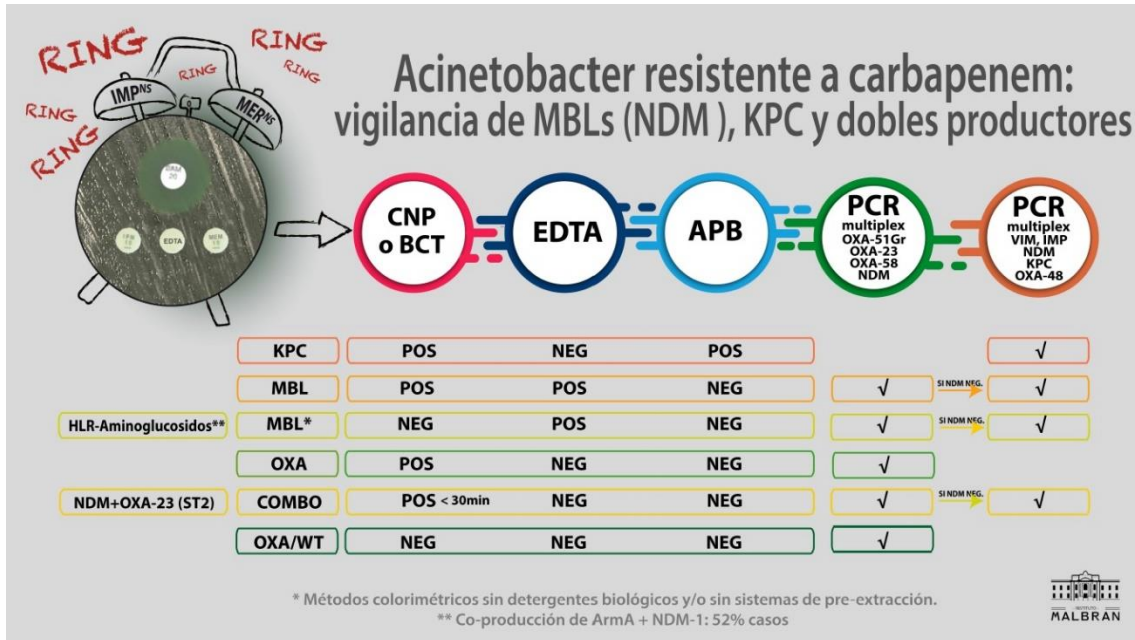 RING
RING
RING
RING
RING
RING
IMPNS
MERNS
EDTA
Acinetobacter resistente a carbapenem:
vigilancia de MBLs (NDM ), KPC y dobles productores
CNP
o BCT
EDTA
APB
PCR
multiplex
OXA-51Gr
OXA-23
OXA-58
NDM
PCR
multiplex
VIM, IMP
NDM
KPC
OXA-48
KPC POS NEG POS √
MBL POS POS NEG √ SI NDM NEG. √
HLR-Aminoglucosidos** MBL* NEG POS NEG √ SI NDM NEG. √
OXA POS NEG NEG √
NDM+OXA-23 (ST2) COMBO POS < 30min NEG NEG √ SI NDM NEG. √
OXA/WT NEG NEG NEG √
* Métodos colorimétricos sin detergentes biológicos y/o sin sistemas de pre-extracción.
** Co-producción de ArmA + NDM-1: 52% casos
INSTITUTO
MALBRAN